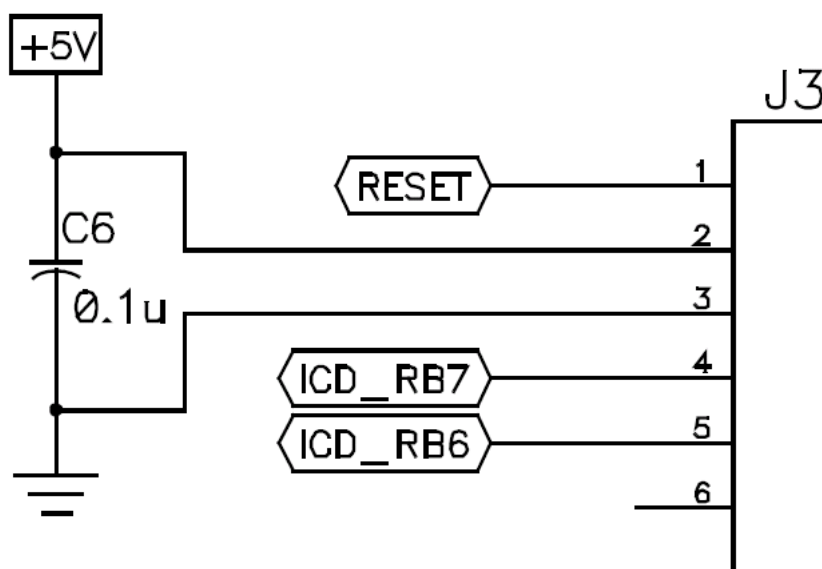 +5V
J3
RESET
1
C6
2
0.1u
3
ICD_RB7
4
ICD_RB6
5
6